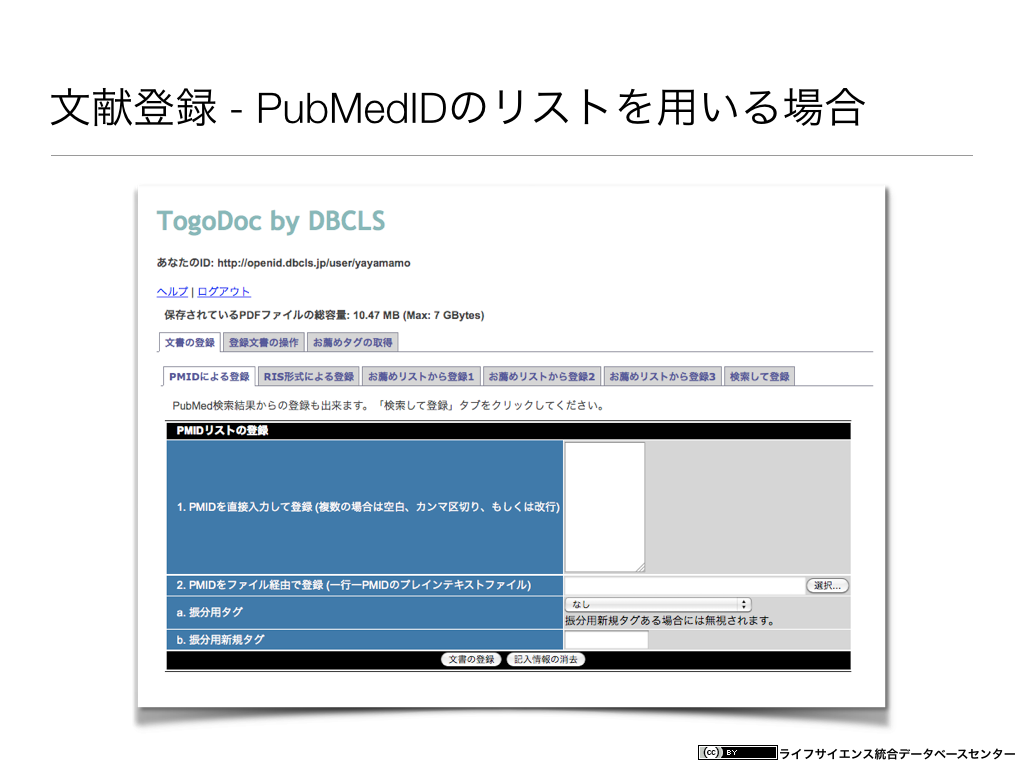 文献登録 - PubMedIDのリストを用いる場合
TogoDoc by DBCLS
あなたのID: http://openid.dbcls.jp/user/yayamamo
ヘルプ | ログアウト
保存されているPDFファイルの総容量: 10.47 MB (Max: 7 GBytes)
文書の登録 登録文書の操作 お薦めタグの取得
PMIDによる登録 RIS形式による登録 お薦めリストから登録1 お薦めリストから登録2 お薦めリストから登録3 検索して登録
PubMed検索結果からの登録も出来ます。「検索して登録」タブをクリックしてください。
PMIDリストの登録
1. PMIDを直接入力して登録 (複数の場合は空白、カンマ区切り、もしくは改行)
2. PMIDをファイル経由で登録 (一行一PMIDのプレインテキストファイル) 選択...
a. 振分用タグ なし
振分用新規タグある場合には無視されます。
b. 振分用新規タグ
文書の登録 記入情報の消去
(cc) BY ライフサイエンス統合データベースセンター